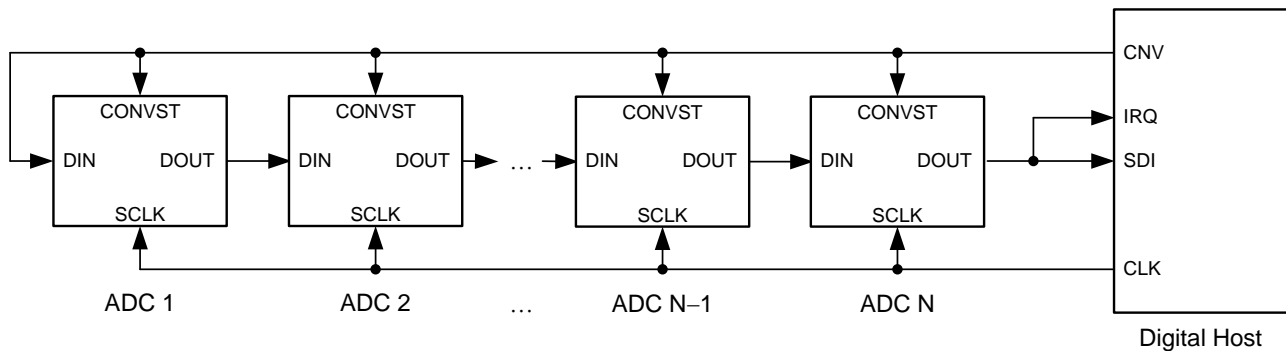 CNV
CONVST CONVST CONVST CONVST
IRQ
DIN DOUT DIN DOUT … DIN DOUT DIN DOUT SDI
SCLK SCLK SCLK SCLK
CLK
ADC 1 ADC 2 … ADC N−1 ADC N
Digital Host